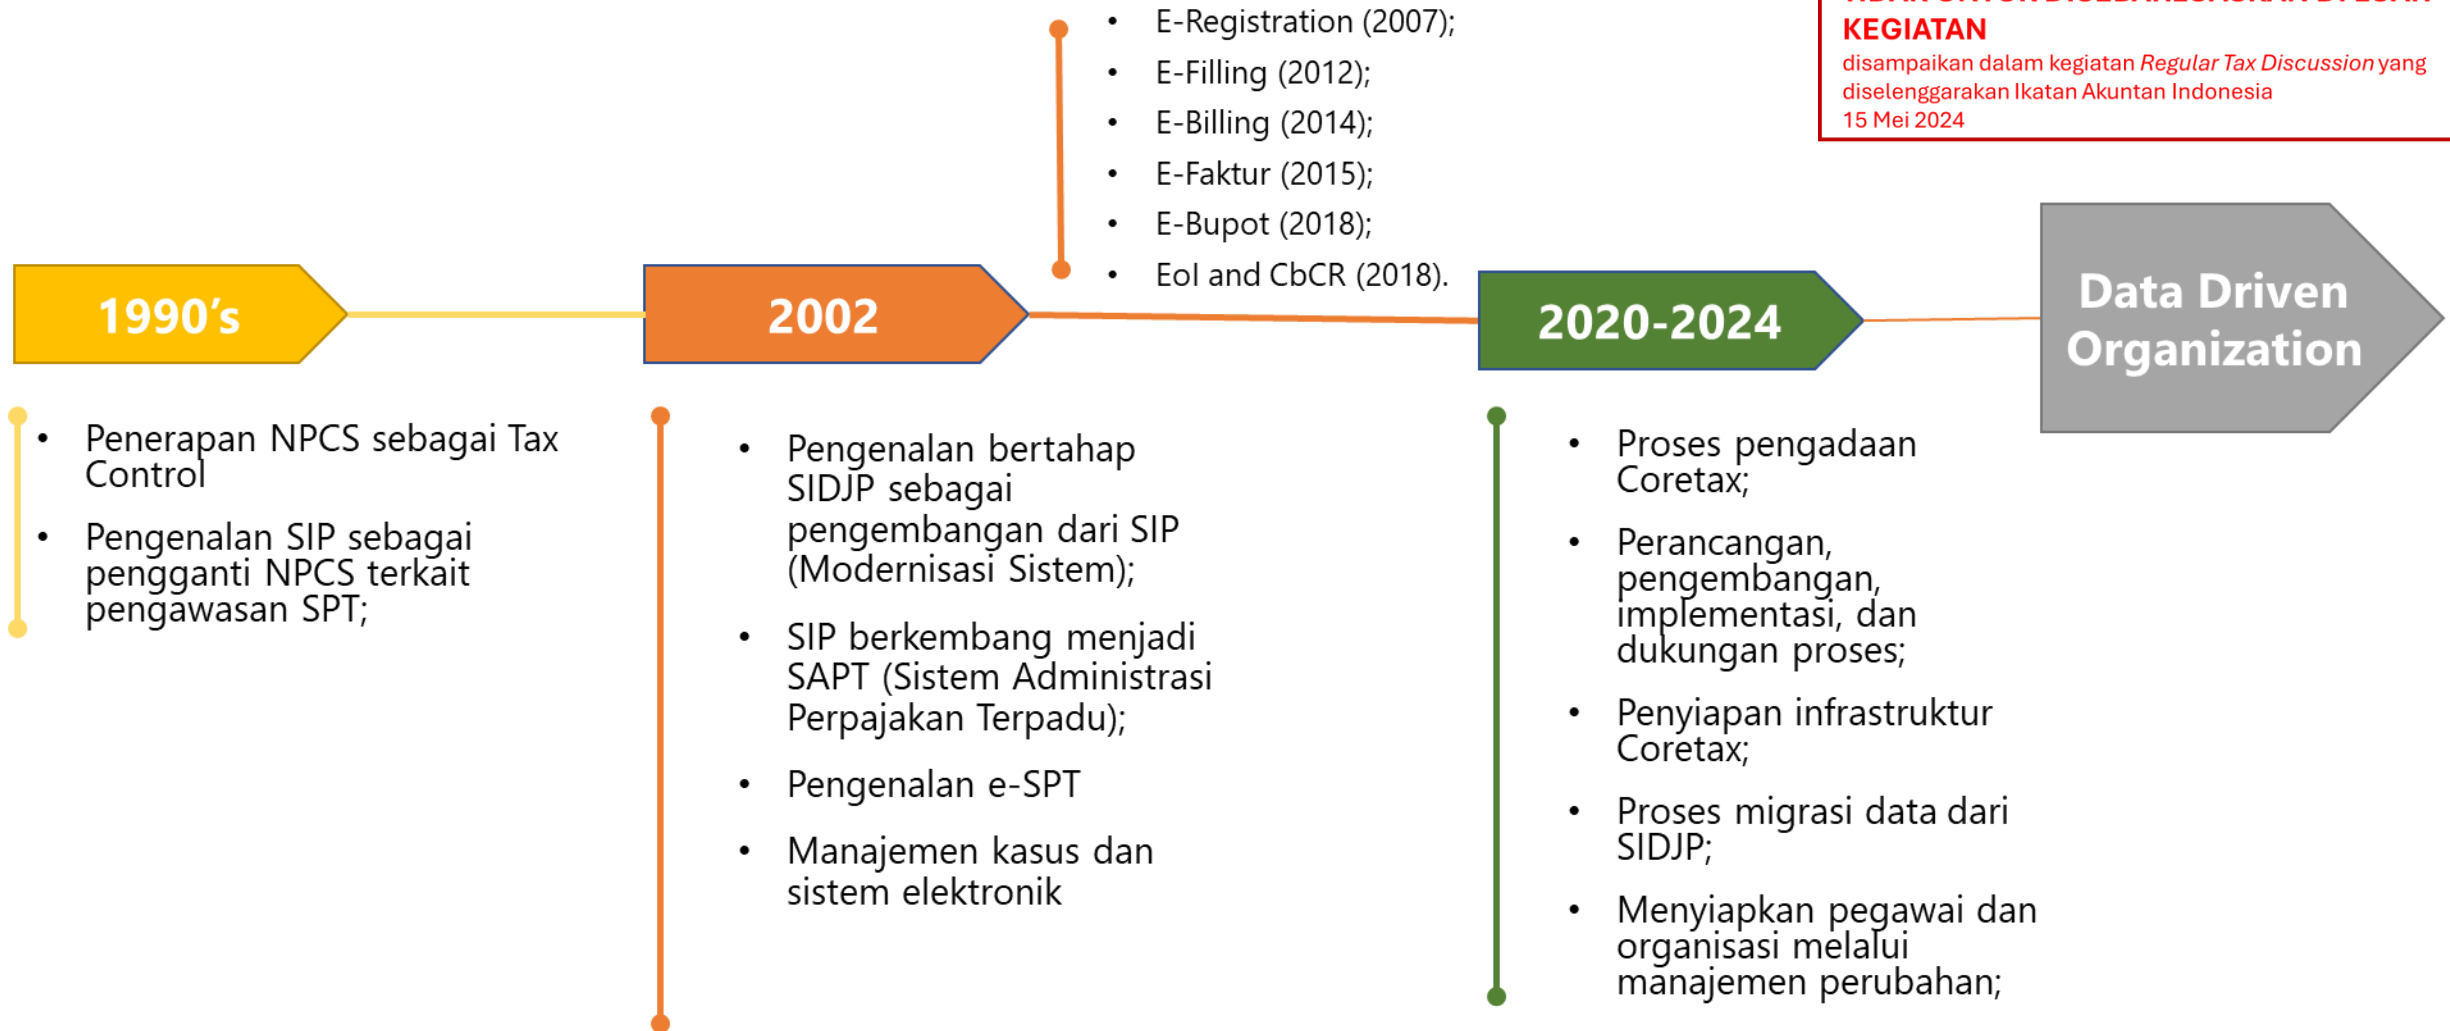 KEGIATAN
disampaikan dalam kegiatan Regular Tax Discussion yang
diselenggarakan Ikatan Akuntan Indonesia
15 Mei 2024
• E-Registration (2007);
• E-Filling (2012);
• E-Billing (2014);
• E-Faktur (2015);
• E-Bupot (2018);
• EoI and CbCR (2018).
1990’s
2002
2020-2024
Data Driven
Organization
• Penerapan NPCS sebagai Tax
Control
• Pengenalan SIP sebagai
pengganti NPCS terkait
pengawasan SPT;
• Pengenalan bertahap
SIDJP sebagai
pengembangan dari SIP
(Modernisasi Sistem);
• SIP berkembang menjadi
SAPT (Sistem Administrasi
Perpajakan Terpadu);
• Pengenalan e-SPT
• Manajemen kasus dan
sistem elektronik
• Proses pengadaan
Coretax;
• Perancangan,
pengembangan,
implementasi, dan
dukungan proses;
• Penyiapan infrastruktur
Coretax;
• Proses migrasi data dari
SIDJP;
• Menyiapkan pegawai dan
organisasi melalui
manajemen perubahan;